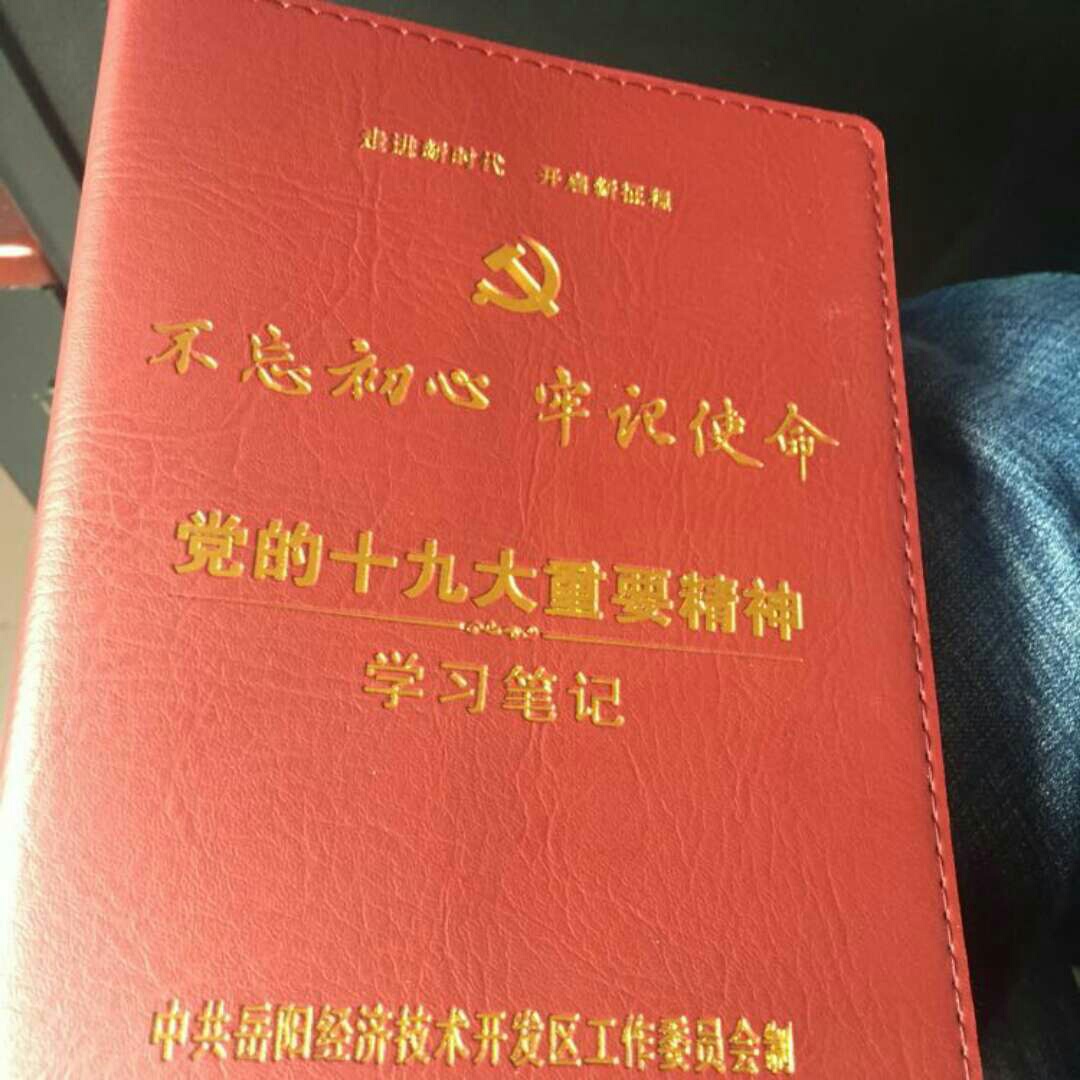 走进新时代 开启新征程
不忘初心 牢记使命
党的十九大重要精神
学习笔记
中共岳阳经济技术开发区工作委员会制